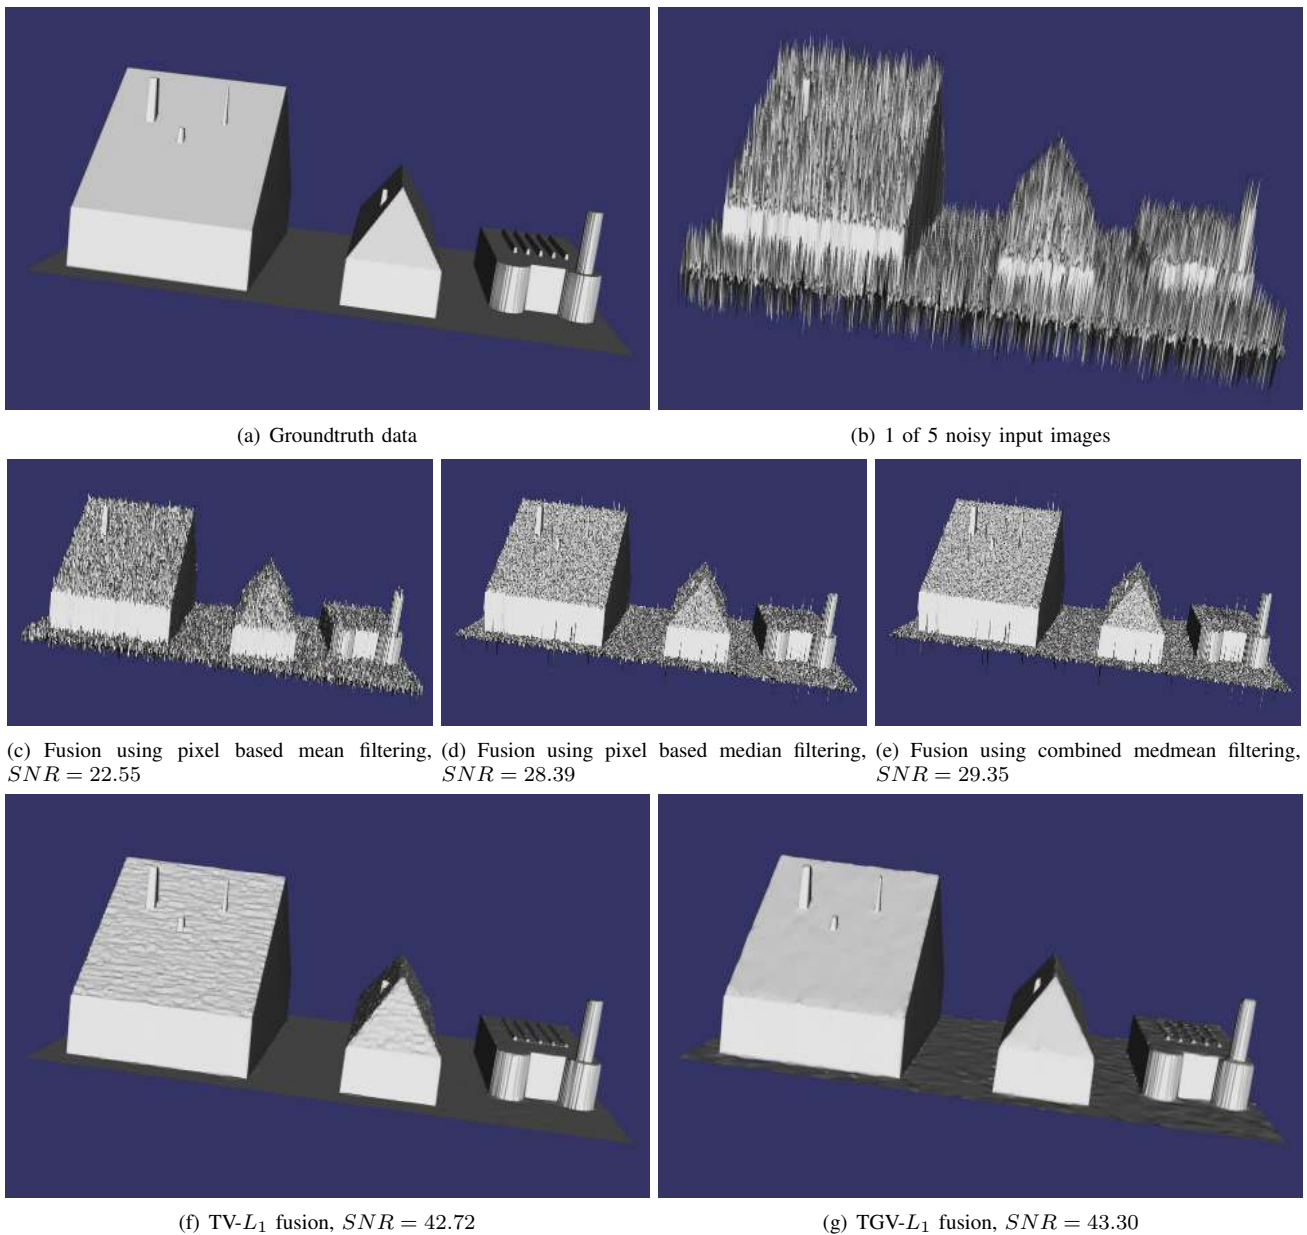 (a) Groundtruth data
(b) 1 of 5 noisy input images
(c) Fusion using pixel based mean filtering,
SNR = 22.55
(d) Fusion using pixel based median filtering,
SNR = 28.39
(e) Fusion using combined medmean filtering,
SNR = 29.35
(f) TV-L₁ fusion, SNR = 42.72
(g) TGV-L₁ fusion, SNR = 43.30